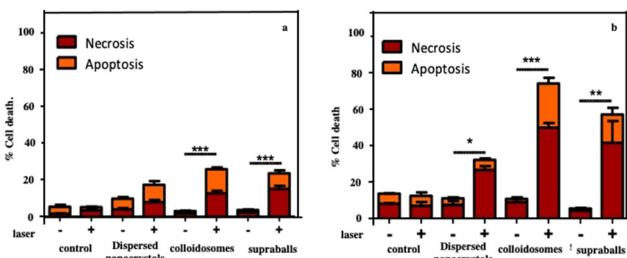 a
100
80
60
40
20
0
% Cell death.
Necrosis
Apoptosis
***
***
laser - + - + - + - +
control Dispersed colloidosomes supraballs
b
100
80
60
40
20
0
% Cell death
Necrosis
Apoptosis
*
***
**
laser - + - + - + - +
control Dispersed colloidosomes supraballs